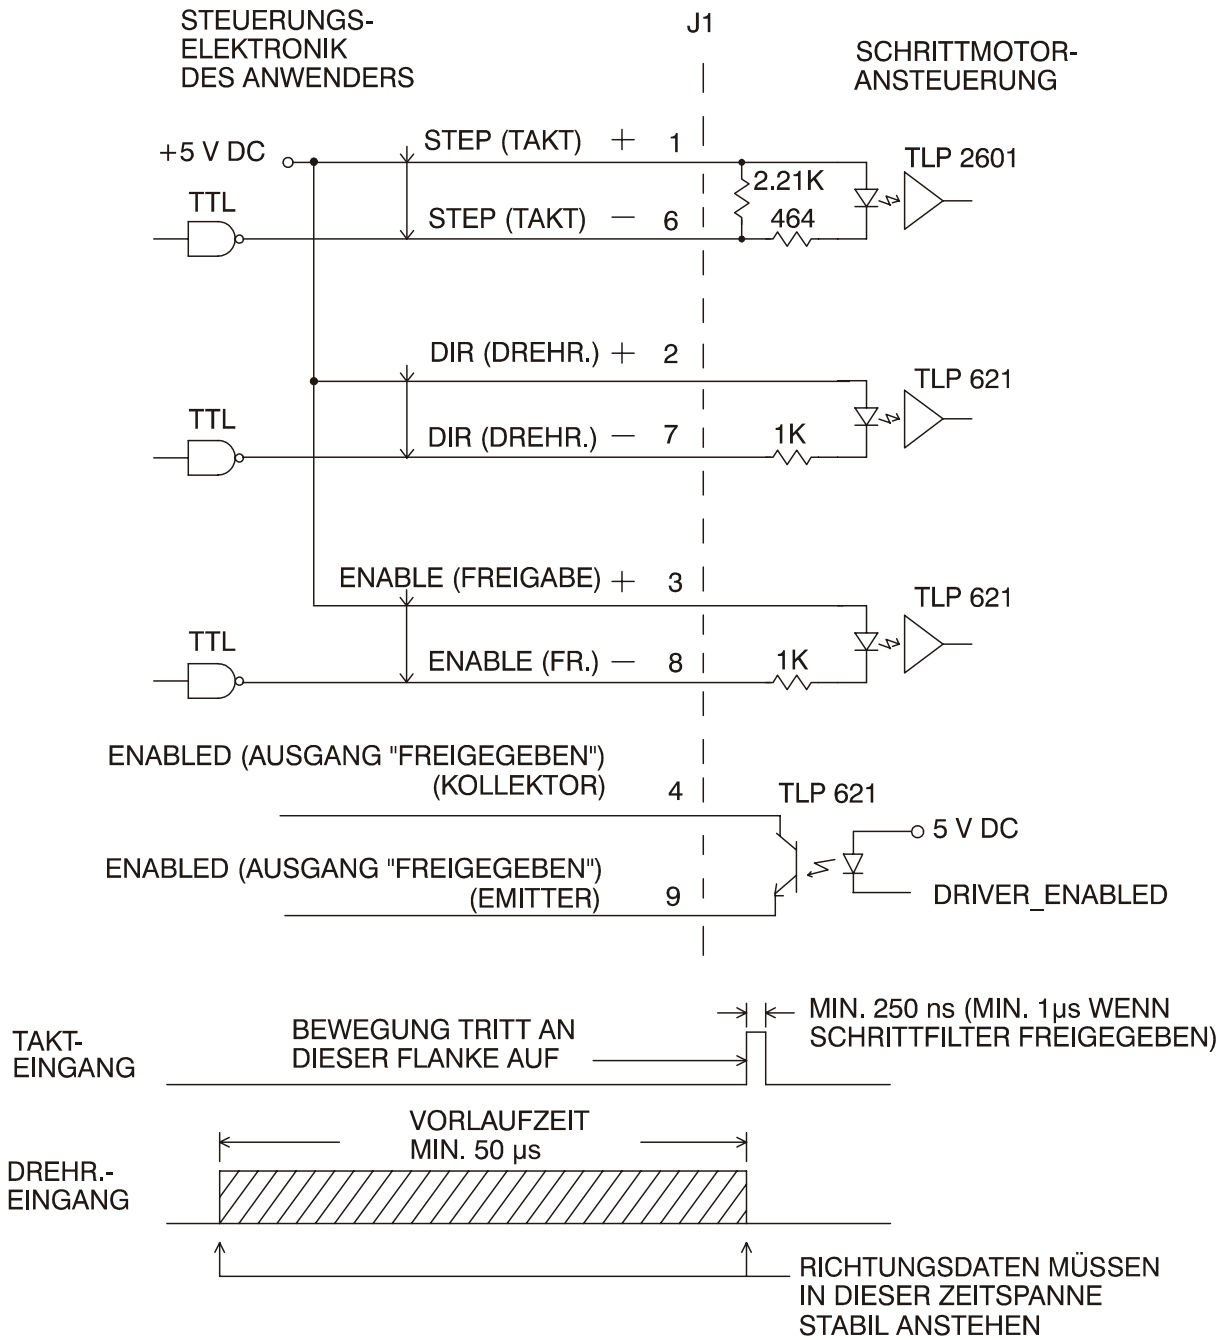 STEUERUNGS-
ELEKTRONIK
DES ANWENDERS
J1
SCHRITTMOTOR-
ANSTEUERUNG
+5 V DC
STEP (TAKT) + 1
TLP 2601
2.21K
TTL
STEP (TAKT) − 6
464
DIR (DREHR.) + 2
TLP 621
TTL
DIR (DREHR.) − 7
1K
ENABLE (FREIGABE) + 3
TLP 621
TTL
ENABLE (FR.) − 8
1K
ENABLED (AUSGANG "FREIGEGEBEN")
(KOLLEKTOR) 4
TLP 621
5 V DC
ENABLED (AUSGANG "FREIGEGEBEN")
(EMITTER) 9
DRIVER_ENABLED
TAKT-
EINGANG
BEWEGUNG TRITT AN
DIESER FLANKE AUF
MIN. 250 ns (MIN. 1µs WENN
SCHRITTFILTER FREIGEGEBEN)
VORLAUFZEIT
MIN. 50 µs
DREHR.-
EINGANG
RICHTUNGSDATEN MÜSSEN
IN DIESER ZEITSPANNE
STABIL ANSTEHEN